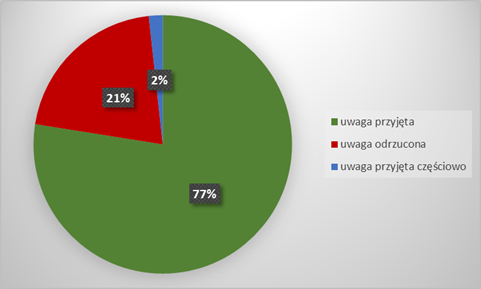 2%
21%
77%
uwaga przyjęta
uwaga odrzucona
uwaga przyjęta częściowo